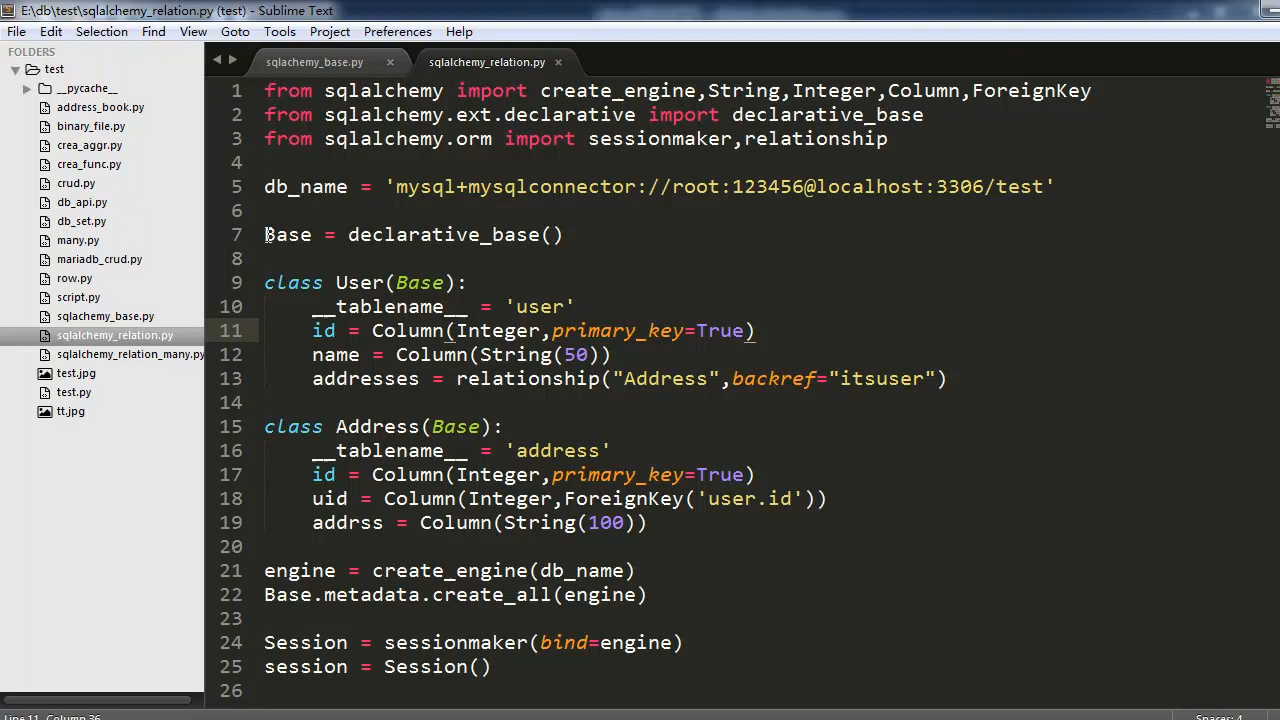 E:\db\test\sqlalchemy_relation.py (test) - Sublime Text
File Edit Selection Find View Goto Tools Project Preferences Help
FOLDERS
test
__pycache__
address_book.py
binary_file.py
crea_aggr.py
crea_func.py
crud.py
db_api.py
db_set.py
many.py
mariadb_crud.py
row.py
script.py
sqlachemy_base.py
sqlalchemy_relation.py
sqlalchemy_relation_many.py
test.jpg
test.py
tt.jpg
sqlachemy_base.py × sqlalchemy_relation.py ×
1 from sqlalchemy import create_engine,String,Integer,Column,ForeignKey
2 from sqlalchemy.ext.declarative import declarative_base
3 from sqlalchemy.orm import sessionmaker,relationship
4
5 db_name = 'mysql+mysqlconnector://root:123456@localhost:3306/test'
6
7 Base = declarative_base()
8
9 class User(Base):
10 __tablename__ = 'user'
11 id = Column(Integer,primary_key=True)
12 name = Column(String(50))
13 addresses = relationship("Address",backref="itsuser")
14
15 class Address(Base):
16 __tablename__ = 'address'
17 id = Column(Integer,primary_key=True)
18 uid = Column(Integer,ForeignKey('user.id'))
19 addrss = Column(String(100))
20
21 engine = create_engine(db_name)
22 Base.metadata.create_all(engine)
23
24 Session = sessionmaker(bind=engine)
25 session = Session()
26
Line 11, Column 36 Spaces: 4